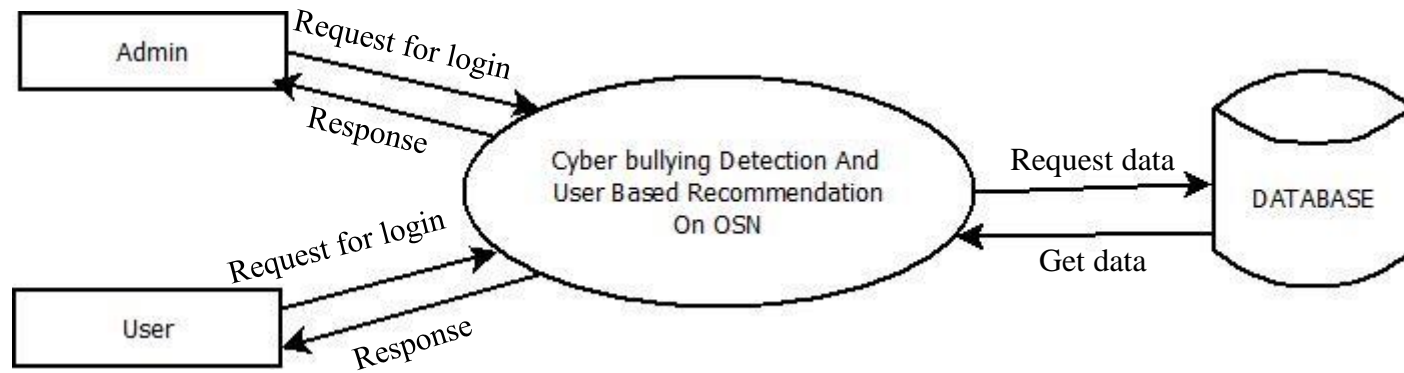 Admin
Request for login
Response
Cyber bullying Detection And
User Based Recommendation
On OSN
Request data
DATABASE
Get data
Request for login
User
Response